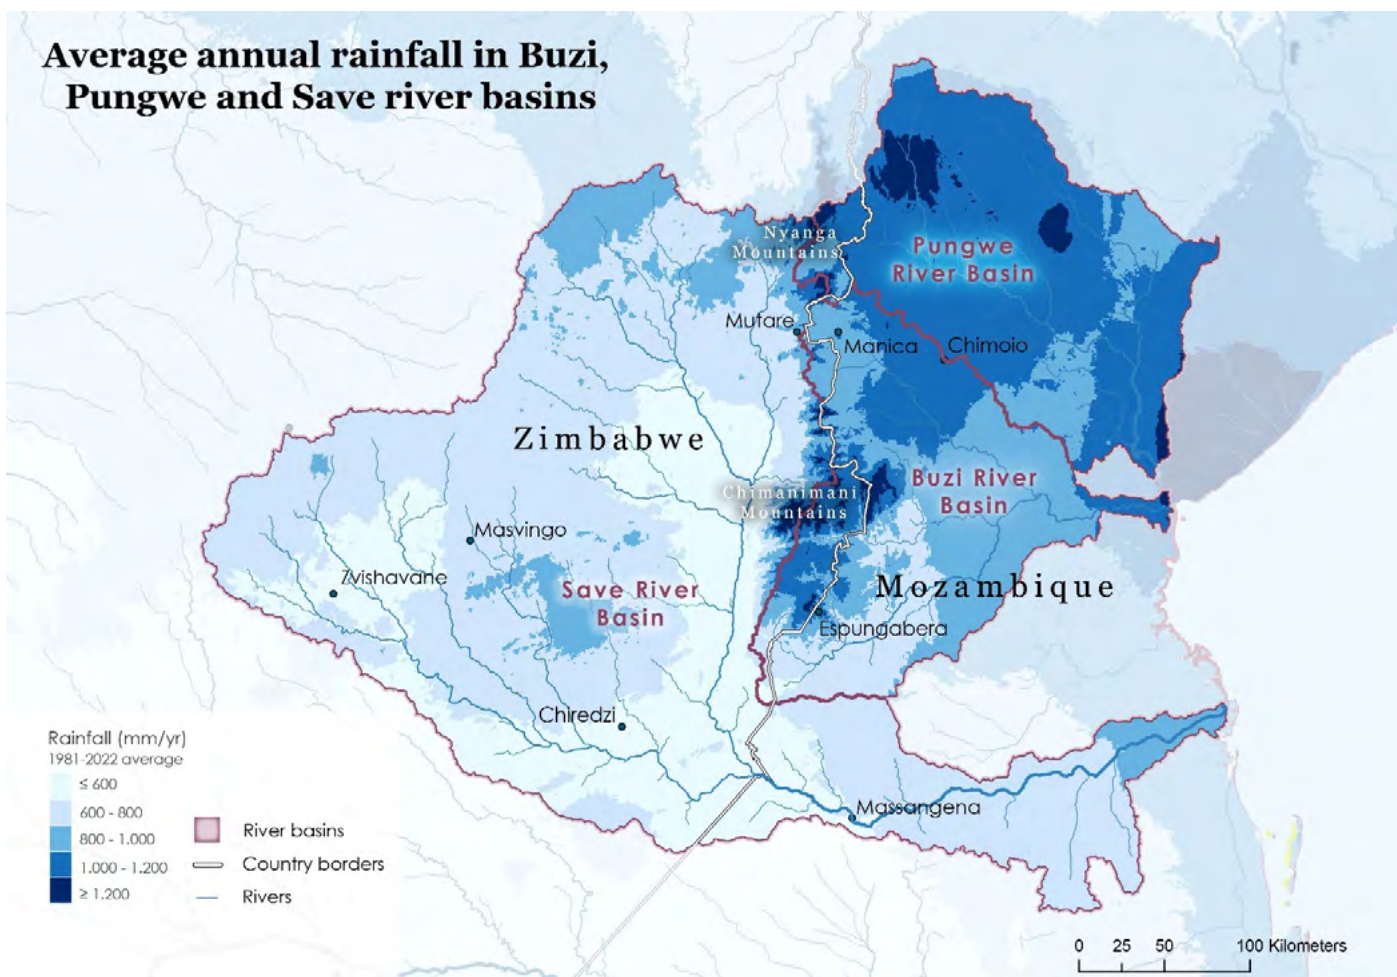 Average annual rainfall in Buzi,
Pungwe and Save river basins
Nyanga
Mountains
Pungwe
River Basin
Mutare
Manica
Chimoio
Zimbabwe
Chimanimani
Mountains
Buzi River
Basin
Masvingo
Zvishavane
Save River
Basin
Mozambique
Espungabera
Chiredzi
Massangena
Rainfall (mm/yr)
1981-2022 average
≤ 600
600 - 800
800 - 1.000
1.000 - 1.200
≥ 1.200
River basins
Country borders
Rivers
0 25 50 100 Kilometers